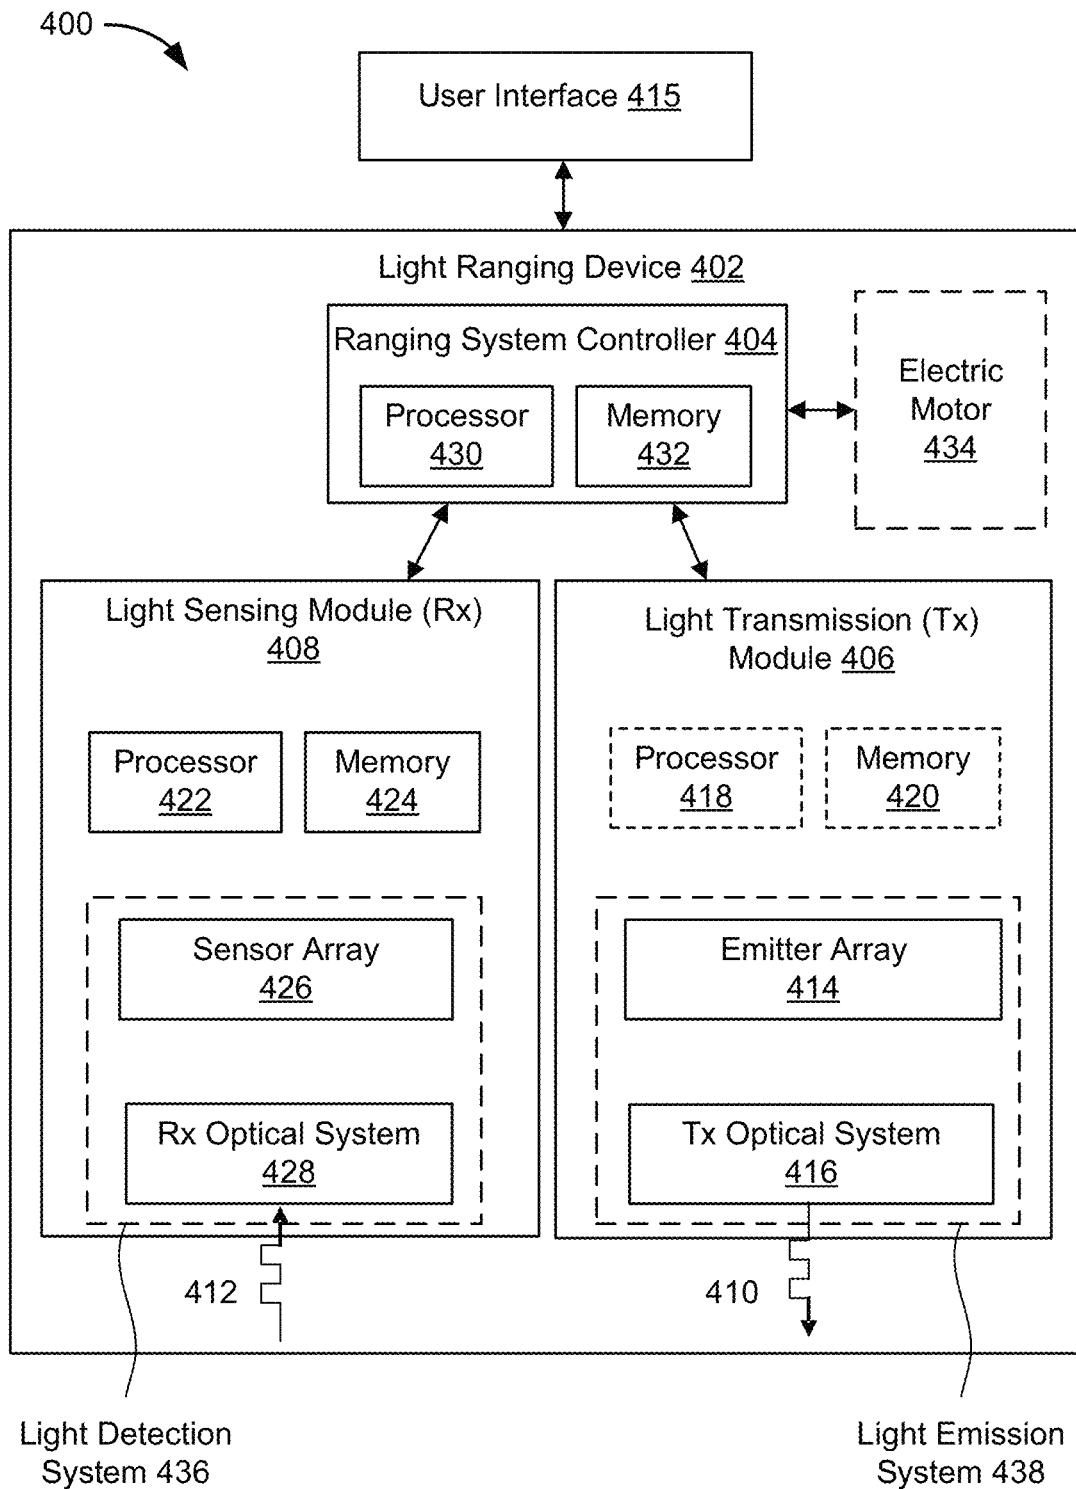 400
User Interface 415
Light Ranging Device 402
Ranging System Controller 404
Processor
430
Memory
432
Electric
Motor
434
Light Sensing Module (Rx)
408
Processor
422
Memory
424
Sensor Array
426
Rx Optical System
428
Light Transmission (Tx)
Module 406
Processor
418
Memory
420
Emitter Array
414
Tx Optical System
416
412
410
Light Detection
System 436
Light Emission
System 438